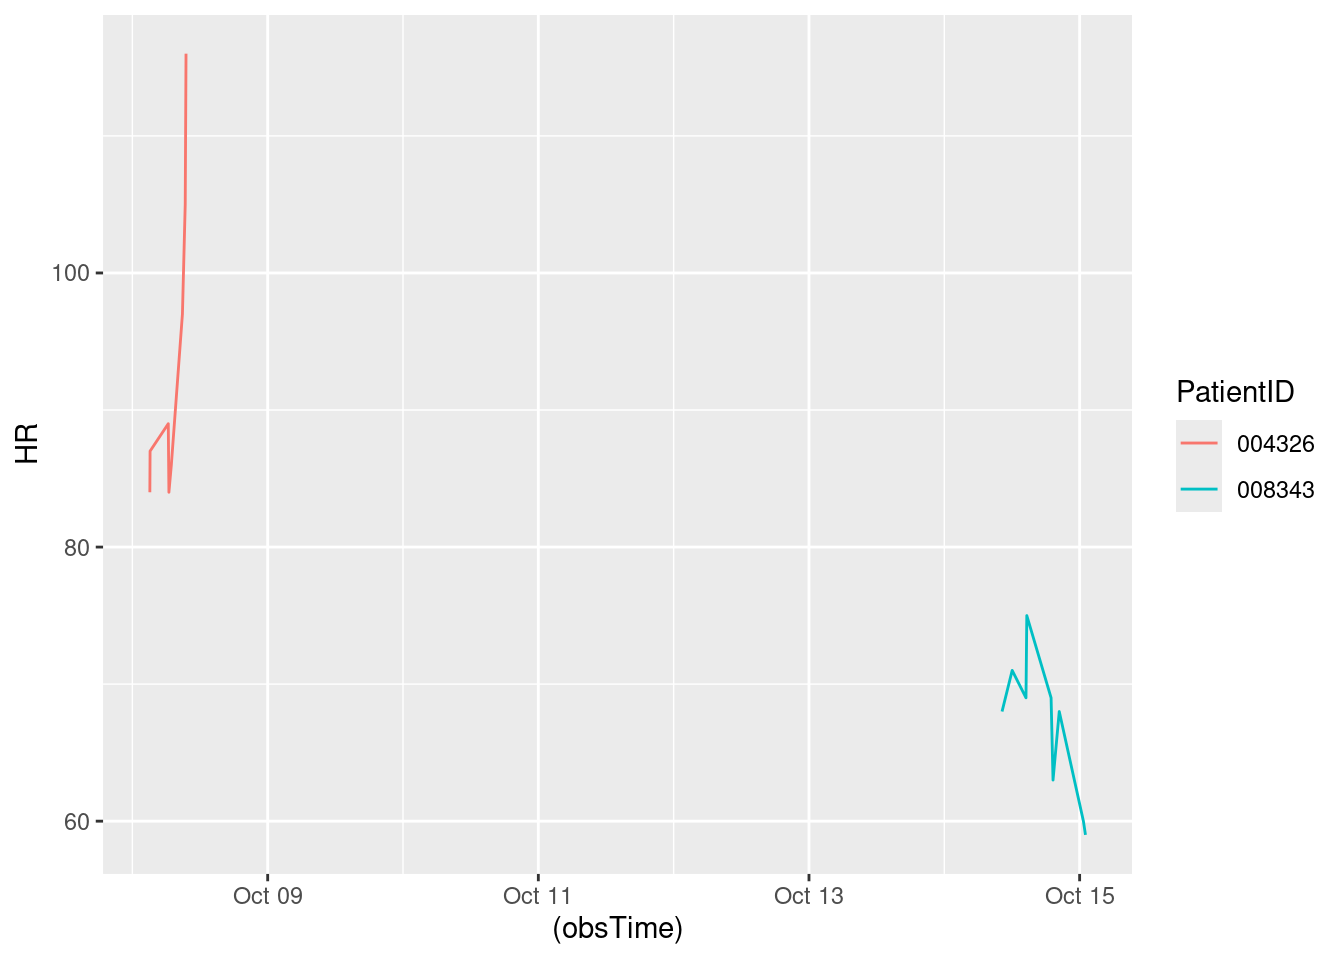 HR
100
80
60
Oct 09
Oct 11
Oct 13
Oct 15
(obsTime)
PatientID
004326
008343